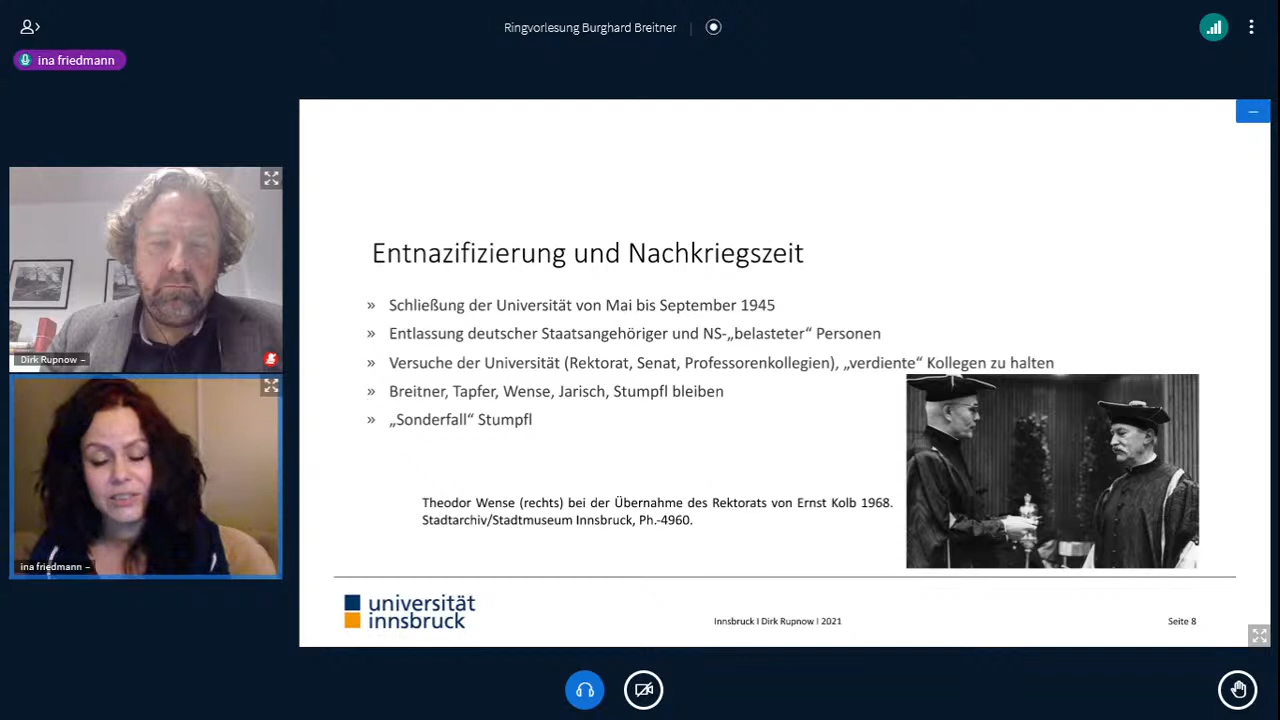 Ringvorlesung Burghard Breitner
ina friedmann
Dirk Rupnow –
ina friedmann –
Entnazifizierung und Nachkriegszeit
» Schließung der Universität von Mai bis September 1945
» Entlassung deutscher Staatsangehöriger und NS-„belasteter“ Personen
» Versuche der Universität (Rektorat, Senat, Professorenkollegien), „verdiente“ Kollegen zu halten
» Breitner, Tapfer, Wense, Jarisch, Stumpfl bleiben
» „Sonderfall“ Stumpfl
Theodor Wense (rechts) bei der Übernahme des Rektorats von Ernst Kolb 1968.
Stadtarchiv/Stadtmuseum Innsbruck, Ph.-4960.
universität
innsbruck
Innsbruck I Dirk Rupnow I 2021
Seite 8